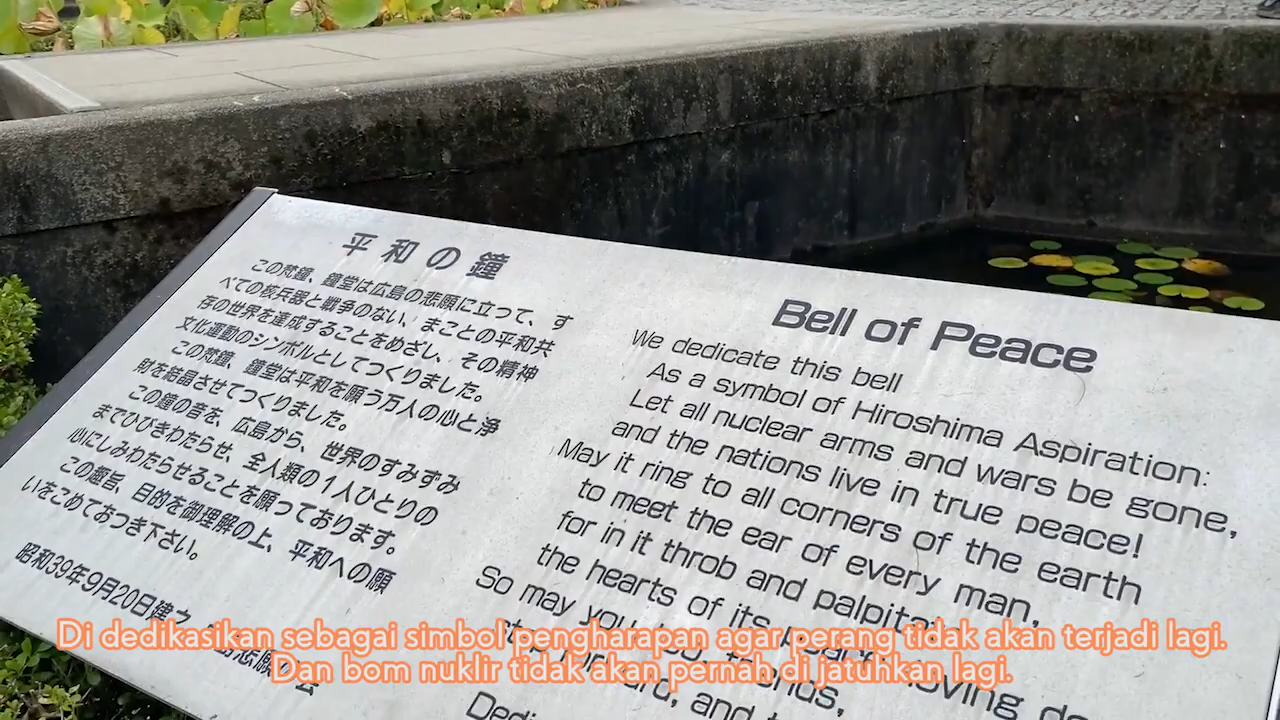 平和の鐘
この梵鐘、鐘堂は広島の悲願に立って、す
べての核兵器と戦争のない、まことの平和共
存の世界を達成することをめざし、その精神
文化運動のシンボルとしてつくりました。
この梵鐘、鐘堂は平和を願う万人の心と浄
財を結晶させてつくりました。
この鐘の音を、広島から、世界のすみずみ
までひびきわたらせ、全人類の1人ひとりの
心にしみわたらせることを願っております。
この趣旨、目的を御理解の上、平和への願
いをこめておつき下さい。
昭和39年9月20日建之
Bell of Peace
We dedicate this bell
As a symbol of Hiroshima Aspiration:
Let all nuclear arms and wars be gone,
and the nations live in true peace!
May it ring to all corners of the earth
to meet the ear of every man,
for in it throb and palpitate
the hearts of its
So may you, too,
forward, and
Di dedikasikan sebagai simbol pengharapan agar perang tidak akan terjadi lagi.
Dan bom nuklir tidak akan pernah di jatuhkan lagi.